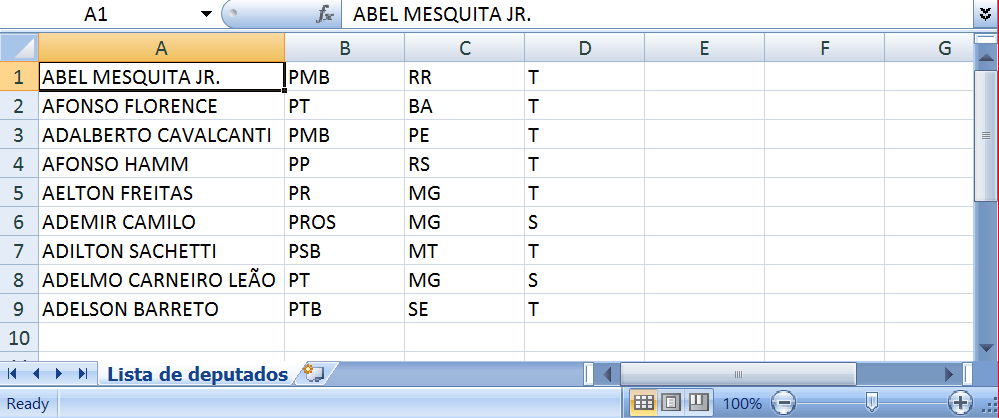 A1 fx ABEL MESQUITA JR.
A B C D E F G
1 ABEL MESQUITA JR. PMB RR T
2 AFONSO FLORENCE PT BA T
3 ADALBERTO CAVALCANTI PMB PE T
4 AFONSO HAMM PP RS T
5 AELTON FREITAS PR MG T
6 ADEMIR CAMILO PROS MG S
7 ADILTON SACHETTI PSB MT T
8 ADELMO CARNEIRO LEÃO PT MG S
9 ADELSON BARRETO PTB SE T
10
Lista de deputados
Ready 100%